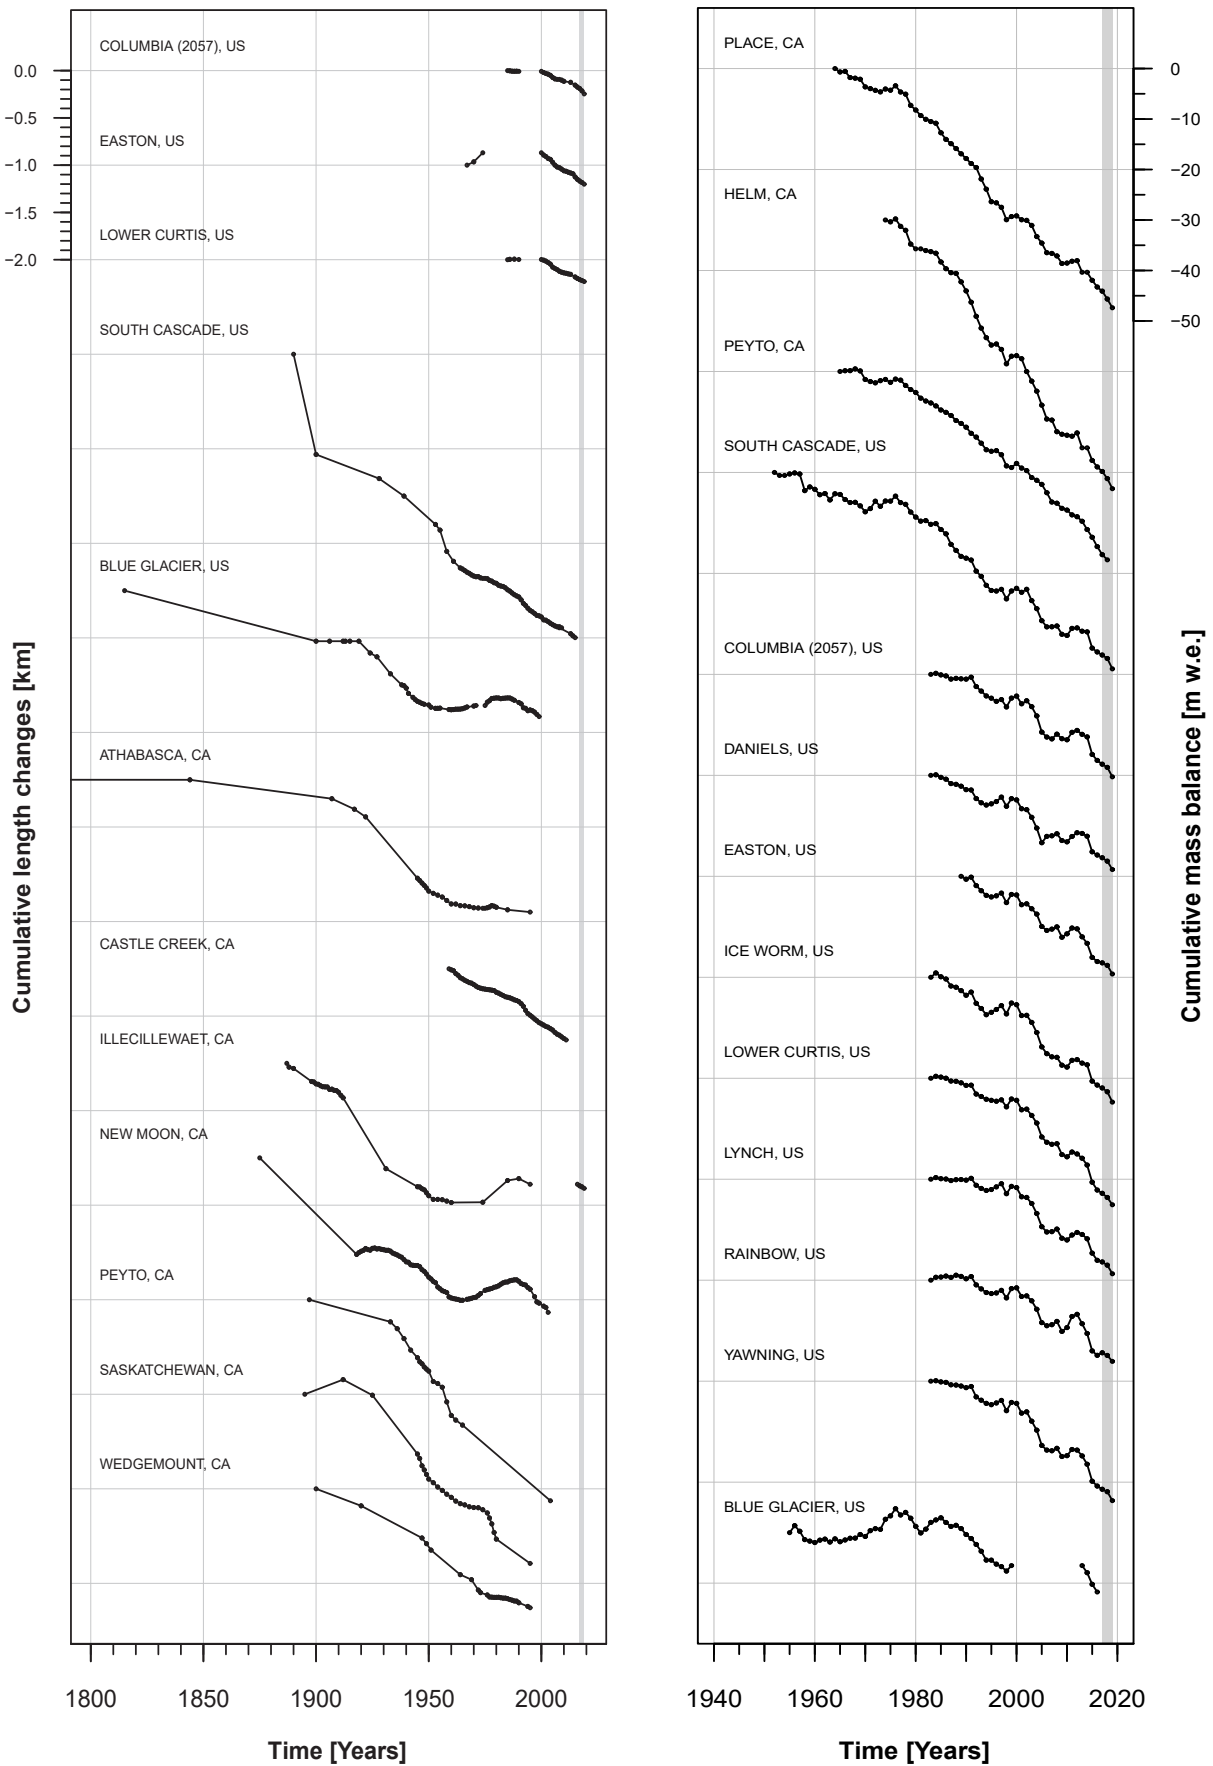 COLUMBIA (2057), US
0.0
−0.5
EASTON, US
−1.0
−1.5
LOWER CURTIS, US
−2.0
SOUTH CASCADE, US
BLUE GLACIER, US
ATHABASCA, CA
CASTLE CREEK, CA
ILLECILLEWAET, CA
NEW MOON, CA
PEYTO, CA
SASKATCHEWAN, CA
WEDGEMOUNT, CA
Cumulative length changes [km]
1800 1850 1900 1950 2000
Time [Years]
PLACE, CA
0
−10
−20
HELM, CA
−30
−40
−50
PEYTO, CA
SOUTH CASCADE, US
COLUMBIA (2057), US
DANIELS, US
EASTON, US
ICE WORM, US
LOWER CURTIS, US
LYNCH, US
RAINBOW, US
YAWNING, US
BLUE GLACIER, US
Cumulative mass balance [m w.e.]
1940 1960 1980 2000 2020
Time [Years]